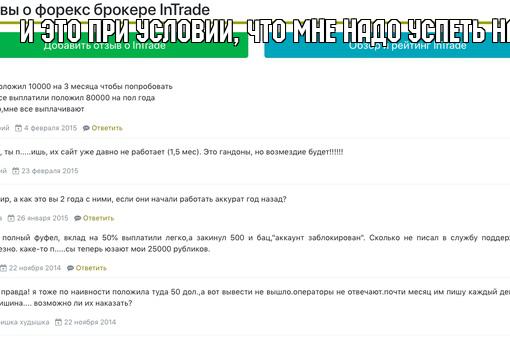 вы о форекс брокере InTrade
И ЭТО ПРИ УСЛОВИИ, ЧТО МНЕ НАДО УСПЕТЬ НА
Добавить отзыв о InTrade
Обзор и рейтинг InTrade
оложил 10000 на 3 месяца чтобы попробовать
се выплатили положил 80000 на пол года
о,мне все выплачивают
ий 4 февраля 2015 Ответить
, ты п.....ишь, их сайт уже давно не работает (1,5 мес). Это гандоны, но возмездие будет!!!!!!
ий 23 февраля 2015
ир, а как это вы 2 года с ними, если они начали работать аккурат год назад?
а 26 января 2015 Ответить
полный фуфел, вклад на 50% выплатили легко,а закинул 500 и бац,"аккаунт заблокирован". Сколько не писал в службу поддер
езно. каке-то п.....сы теперь юзают мои 25000 рубликов.
22 ноября 2014 Ответить
правда! я тоже по наивности положила туда 50 дол.,а вот вывести не вышло.операторы не отвечают.почти месяц им пишу каждый де
ишина.... возможно ли их наказать?
ишка худышка 22 ноября 2014